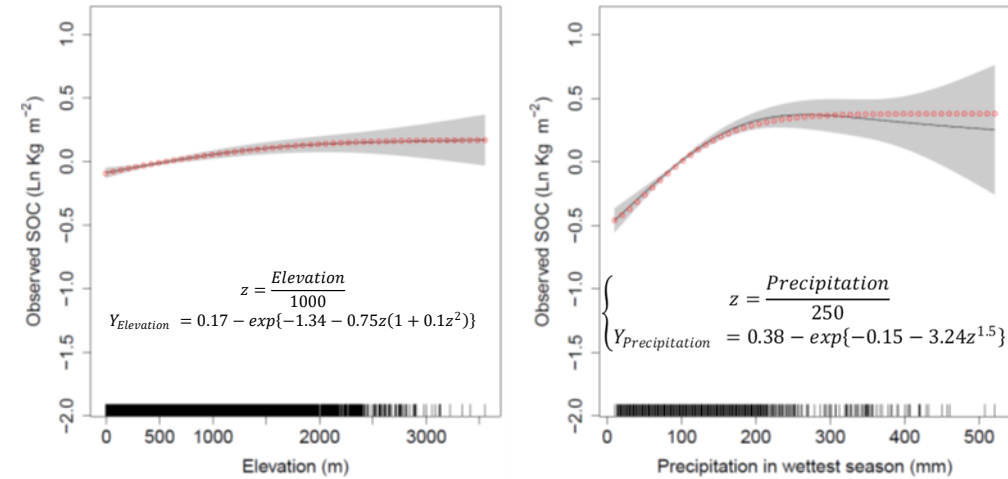 Observed SOC (Ln Kg m⁻²)
1.0
0.5
0.0
−0.5
−1.0
−1.5
−2.0
z = Elevation / 1000
Y_Elevation = 0.17 − exp{−1.34 − 0.75z(1 + 0.1z²)}
0 500 1000 2000 3000
Elevation (m)
Observed SOC (Ln Kg m⁻²)
1.0
0.5
0.0
−0.5
−1.0
−1.5
−2.0
z = Precipitation / 250
Y_Precipitation = 0.38 − exp{−0.15 − 3.24z^1.5}
0 100 200 300 400 500
Precipitation in wettest season (mm)